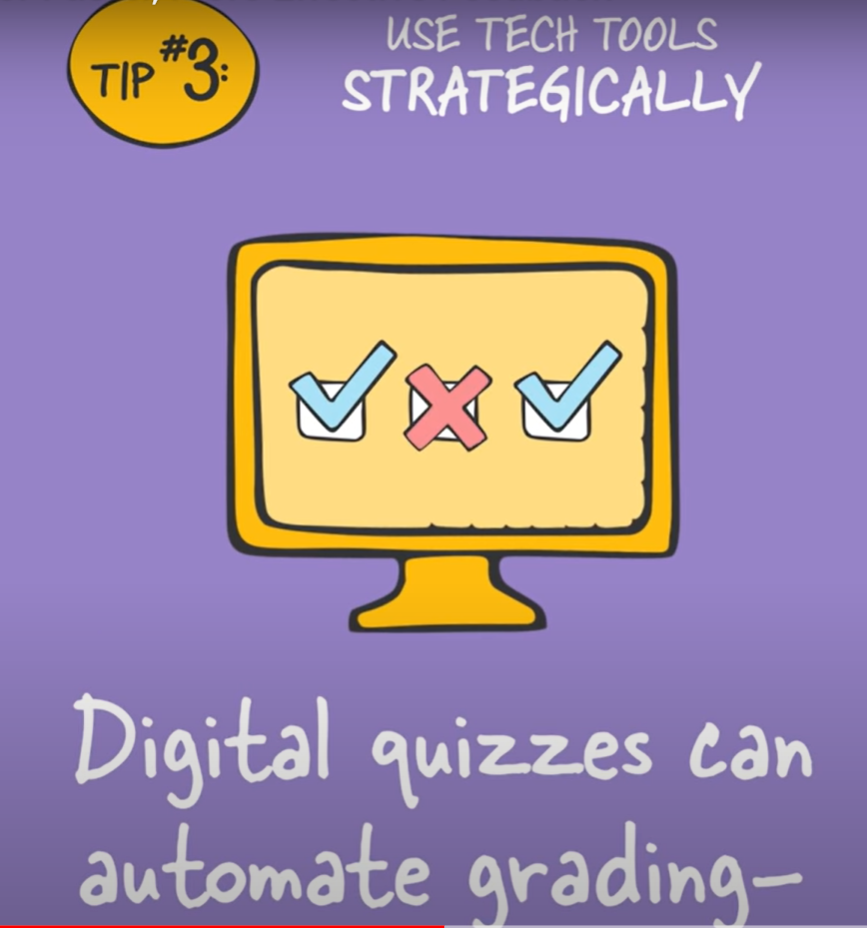 TIP #3:
USE TECH TOOLS
STRATEGICALLY
Digital quizzes can
automate grading—